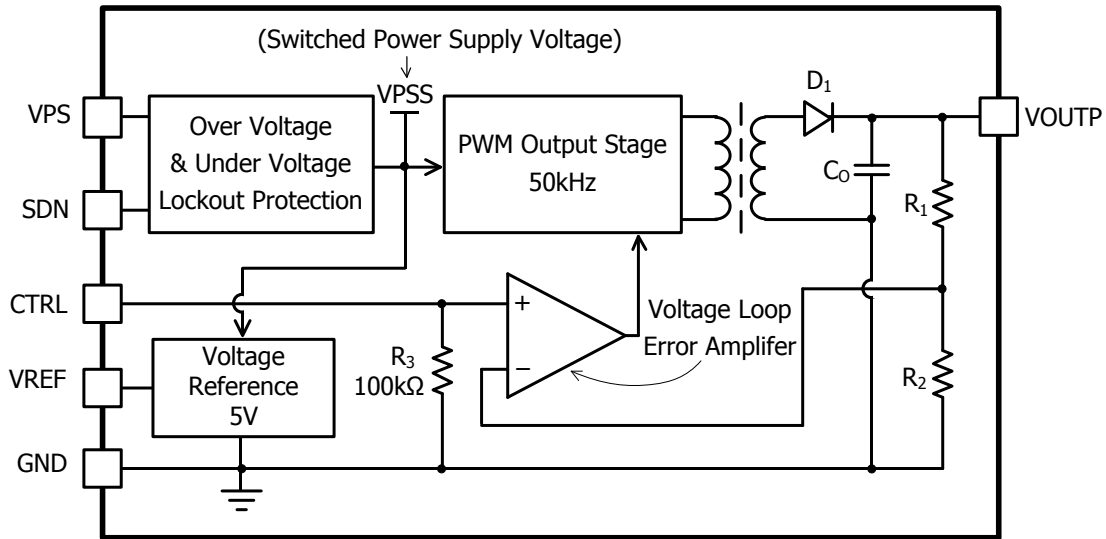 (Switched Power Supply Voltage)
VPSS
D1
VPS
Over Voltage
& Under Voltage
Lockout Protection
PWM Output Stage
50kHz
VOUTP
CO
R1
SDN
CTRL
+
Voltage Loop
Error Amplifer
Voltage
Reference
5V
R3
100kΩ
−
R2
VREF
GND